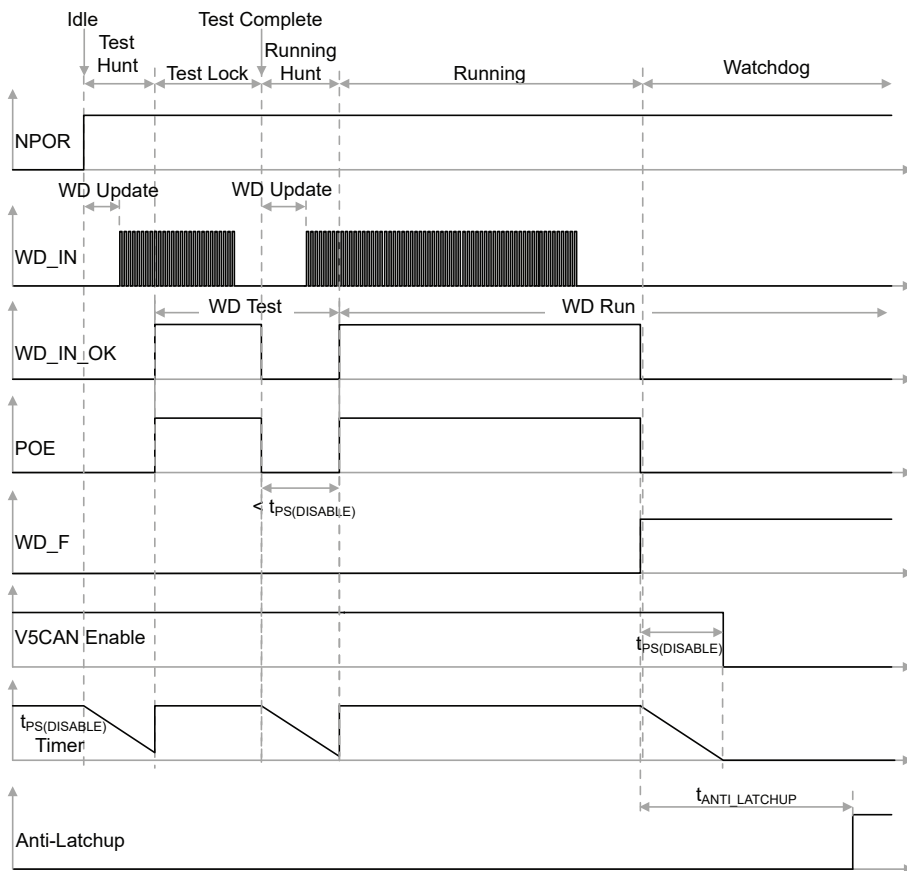 Idle
Test Complete
Test
Hunt
Test Lock
Running
Hunt
Running
Watchdog
NPOR
WD Update
WD Update
WD_IN
WD Test
WD Run
WD_IN_OK
POE
< tPS(DISABLE)
WD_F
V5CAN Enable
tPS(DISABLE)
tPS(DISABLE)
Timer
tANTI_LATCHUP
Anti-Latchup